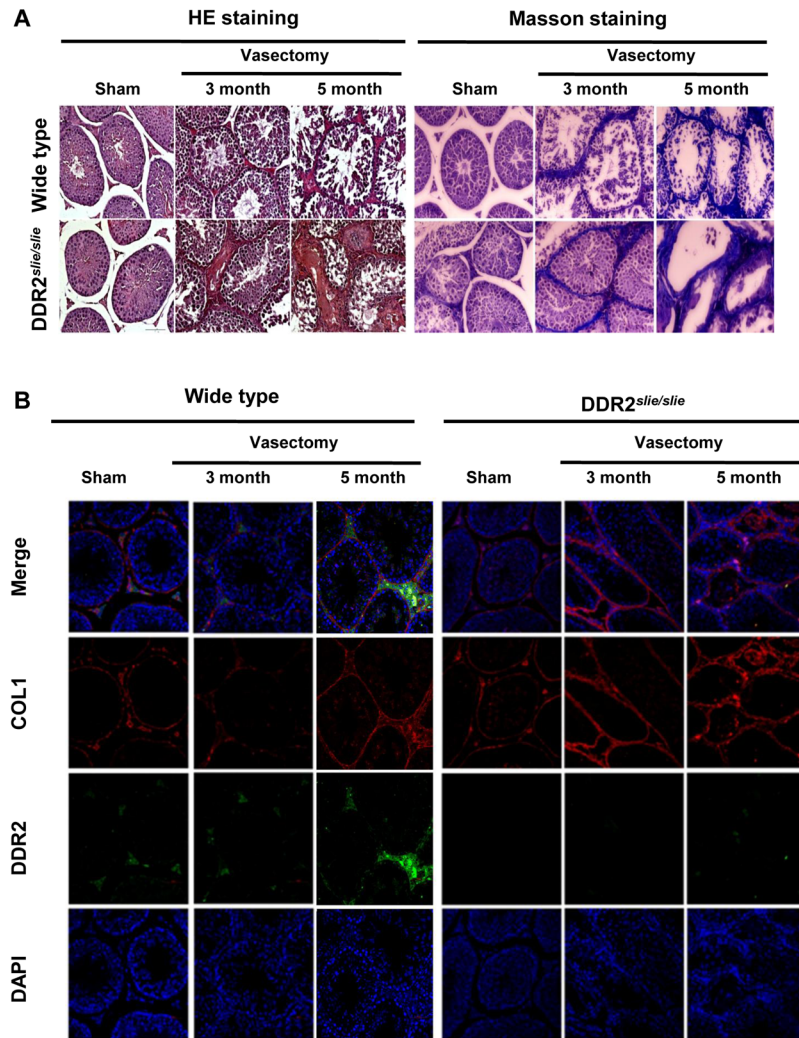 A
HE staining
Masson staining
Vasectomy
Vasectomy
Sham
3 month
5 month
Sham
3 month
5 month
Wide type
DDR2slie/slie
B
Wide type
DDR2slie/slie
Vasectomy
Vasectomy
Sham
3 month
5 month
Sham
3 month
5 month
Merge
COL1
DDR2
DAPI